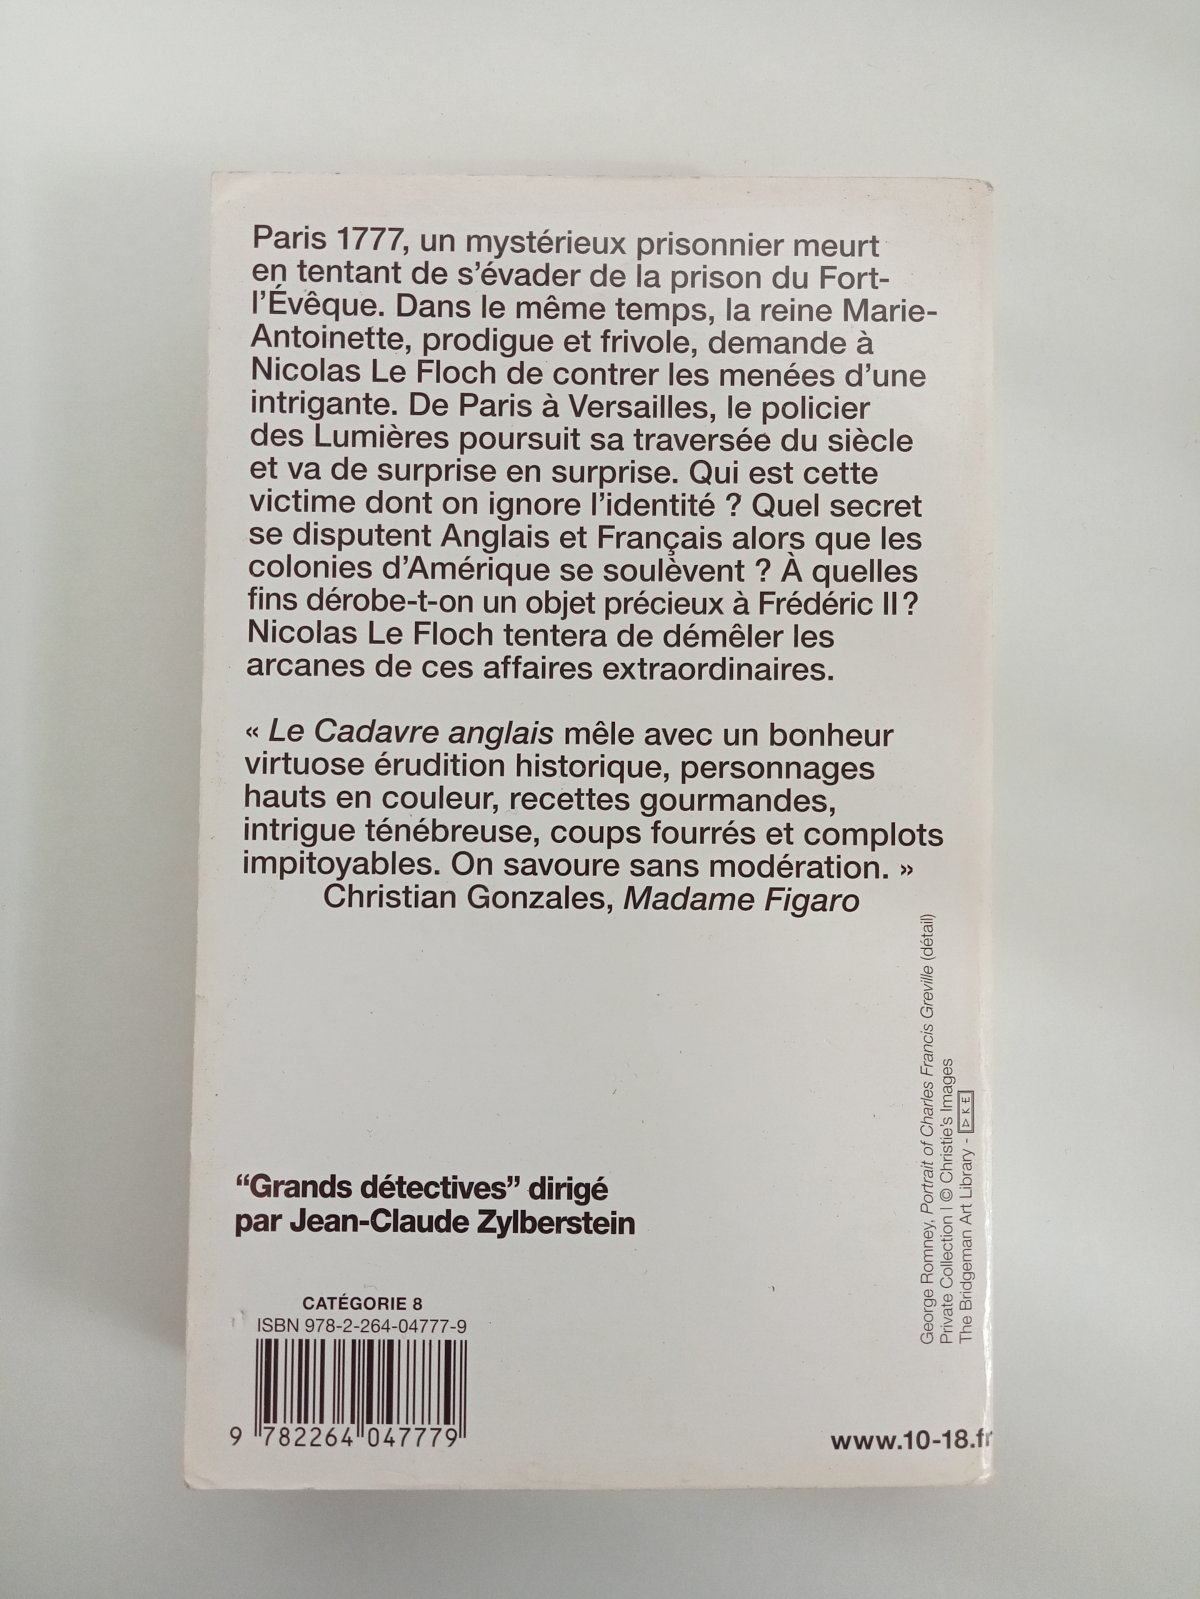 Paris 1777, un mystérieux prisonnier meurt
en tentant de s'évader de la prison du Fort-
l'Évêque. Dans le même temps, la reine Marie-
Antoinette, prodigue et frivole, demande à
Nicolas Le Floch de contrer les menées d'une
intrigante. De Paris à Versailles, le policier
des Lumières poursuit sa traversée du siècle
et va de surprise en surprise. Qui est cette
victime dont on ignore l'identité ? Quel secret
se disputent Anglais et Français alors que les
colonies d'Amérique se soulèvent ? À quelles
fins dérobe-t-on un objet précieux à Frédéric II ?
Nicolas Le Floch tentera de démêler les
arcanes de ces affaires extraordinaires.
« Le Cadavre anglais mêle avec un bonheur
virtuose érudition historique, personnages
hauts en couleur, recettes gourmandes,
intrigue ténébreuse, coups fourrés et complots
impitoyables. On savoure sans modération. »
Christian Gonzales, Madame Figaro
George Romney, Portrait of Charles Francis Greville (détail)
Private Collection | © Christie's Images
The Bridgeman Art Library -
“Grands détectives” dirigé
par Jean-Claude Zylberstein
CATÉGORIE 8
ISBN 978-2-264-04777-9
9 782264 047779
www.10-18.fr